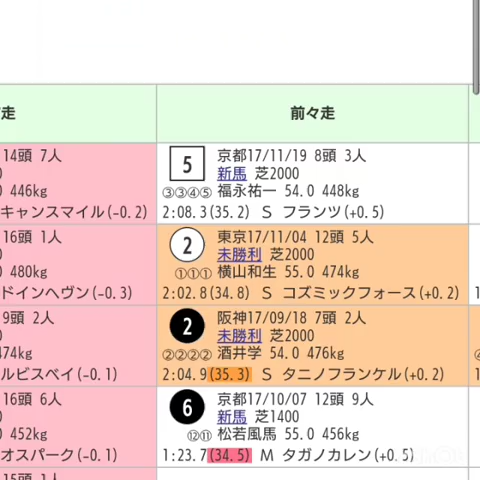 走 前々走
14頭 7人
0
0 446kg
キャンスマイル(-0.2)
5 京都17/11/19 8頭 3人
新馬 芝2000
③③④⑤ 福永祐一 54.0 448kg
2:08.3(35.2) S フランツ(+0.5)
16頭 1人
0
0 480kg
ドインヘヴン(-0.3)
2 東京17/11/04 12頭 5人
未勝利 芝2000
①①① 横山和生 55.0 474kg
2:02.8(34.8) S コズミックフォース(+0.2)
9頭 2人
0
474kg
ルビスベイ(-0.1)
2 阪神17/09/18 7頭 2人
未勝利 芝2000
②②②② 酒井学 54.0 476kg
2:04.9(35.3) S タニノフランケル(+0.2)
16頭 6人
0
0 452kg
オスパーク(-0.1)
6 京都17/10/07 12頭 9人
新馬 芝1400
⑫⑪ 松若風馬 55.0 456kg
1:23.7(34.5) M タガノカレン(+0.5)
15頭 1人